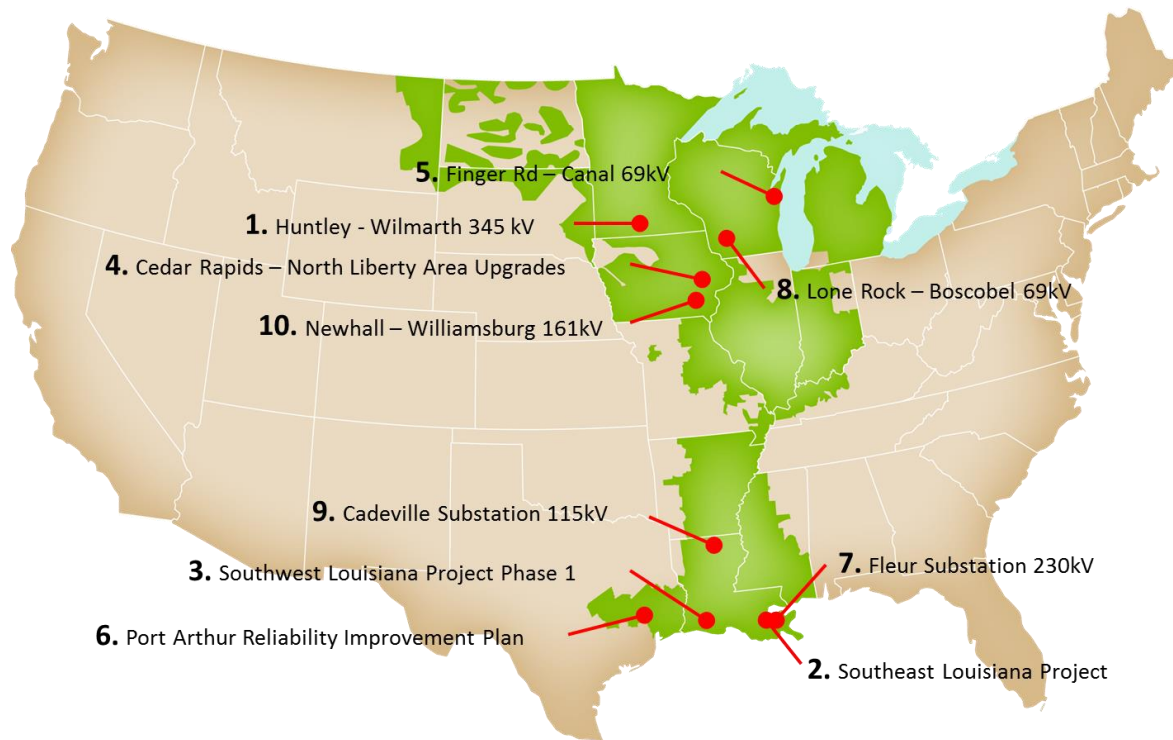 5. Finger Rd – Canal 69kV
1. Huntley - Wilmarth 345 kV
4. Cedar Rapids – North Liberty Area Upgrades
8. Lone Rock – Boscobel 69kV
10. Newhall – Williamsburg 161kV
9. Cadeville Substation 115kV
7. Fleur Substation 230kV
3. Southwest Louisiana Project Phase 1
6. Port Arthur Reliability Improvement Plan
2. Southeast Louisiana Project